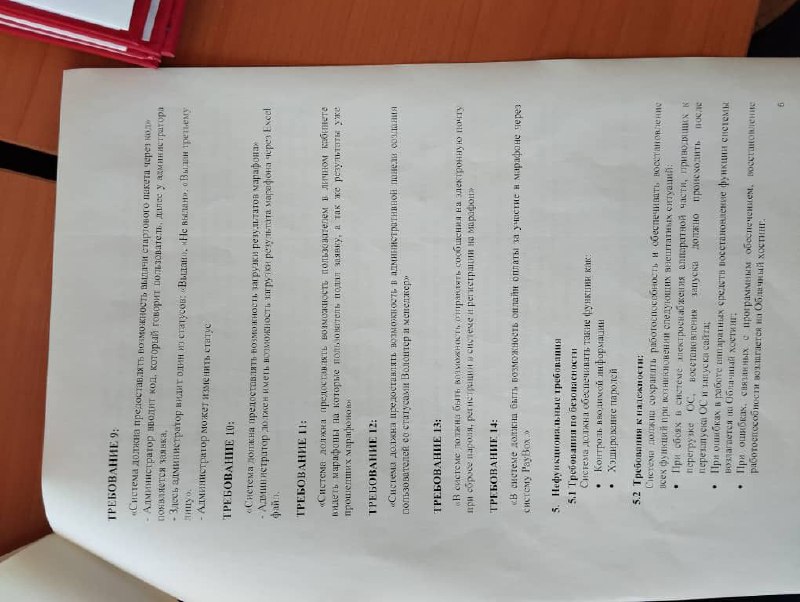 ТРЕБОВАНИЕ 9:
«Система должна предоставлять возможность выдачи стартового пакета через код»
- Администратор вводит код, который говорит пользователь, далее у администратора
появляется заявка,
- Здесь администратор видит один из статусов: «Выдан», «Не выдан», «Выдан третьему
лицу».
- Администратор может изменить статус
ТРЕБОВАНИЕ 10:
«Система должна предоставлять возможность загрузки результатов марафона»
- Администратор должен иметь возможность загрузки результата марафона через Excel
файл.
ТРЕБОВАНИЕ 11:
«Система должна предоставлять возможность пользователем в личном кабинете
видеть марафоны на которые пользователь подал заявку, а так же результаты уже
прошедших марафонов»
ТРЕБОВАНИЕ 12:
«Система должна предоставлять возможность в административной панели создания
пользователей со статусами Волонтер и менеджер»
ТРЕБОВАНИЕ 13:
«В системе должна быть возможность отправлять сообщения на электронную почту
при сбросе пароля, регистрации в системе и регистрации на марафон»
ТРЕБОВАНИЕ 14:
«В системе должна быть возможность онлайн оплаты за участие в марафоне через
систему PayBox.»
5. Нефункциональные требования
5.1 Требования по безопасности
Система должна обеспечивать такие функции как:
• Контроль вводимой информации
• Хэширование паролей
5.2 Требования к надежности:
Система должна сохранять работоспособность и обеспечивать восстановление
всех функций при возникновении следующих внештатных ситуаций:
• При сбоях в системе электроснабжения аппаратной части, приводящих к
перегрузке ОС, восстановления запуска должно происходить после
перезапуска ОС и запуска сайта;
• При ошибках в работе аппаратных средств восстановление функции системы
возлагается на Облачный хостинг;
• При ошибках, связанных с программным обеспечением, восстановление
работоспособности возлагается на Облачный хостинг.
6